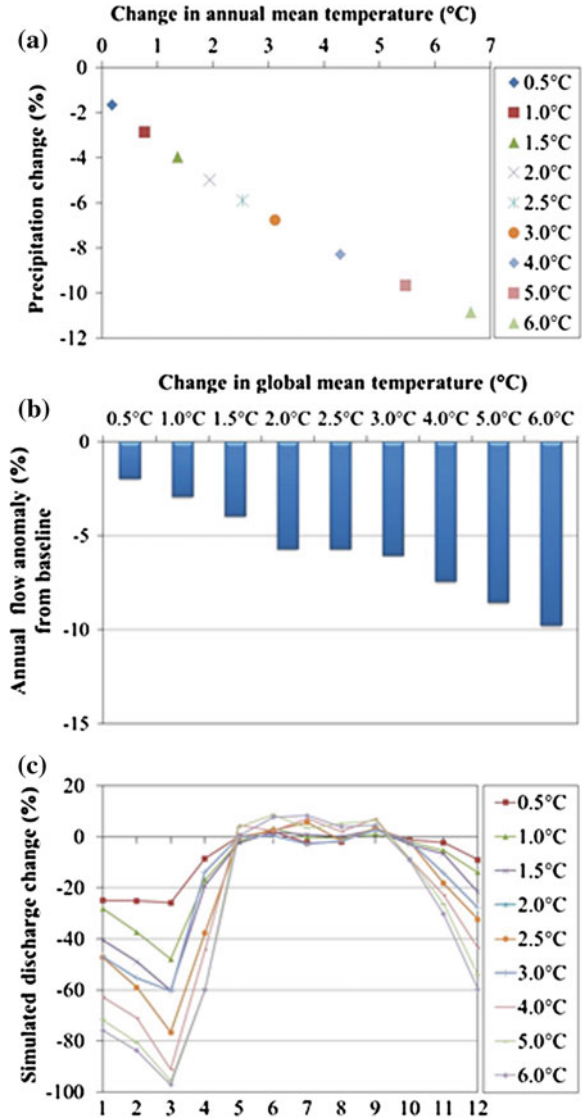 Change in annual mean temperature (°C)
(a)
0 1 2 3 4 5 6 7
0
-2
-4
-6
-8
-10
-12
Precipitation change (%)
0.5°C
1.0°C
1.5°C
2.0°C
2.5°C
3.0°C
4.0°C
5.0°C
6.0°C
Change in global mean temperature (°C)
(b)
0.5°C 1.0°C 1.5°C 2.0°C 2.5°C 3.0°C 4.0°C 5.0°C 6.0°C
0
-5
-10
-15
Annual flow anomaly (%)
from baseline
(c)
20
0
-20
-40
-60
-80
-100
Simulated discharge change (%)
1 2 3 4 5 6 7 8 9 10 11 12
0.5°C
1.0°C
1.5°C
2.0°C
2.5°C
3.0°C
4.0°C
5.0°C
6.0°C